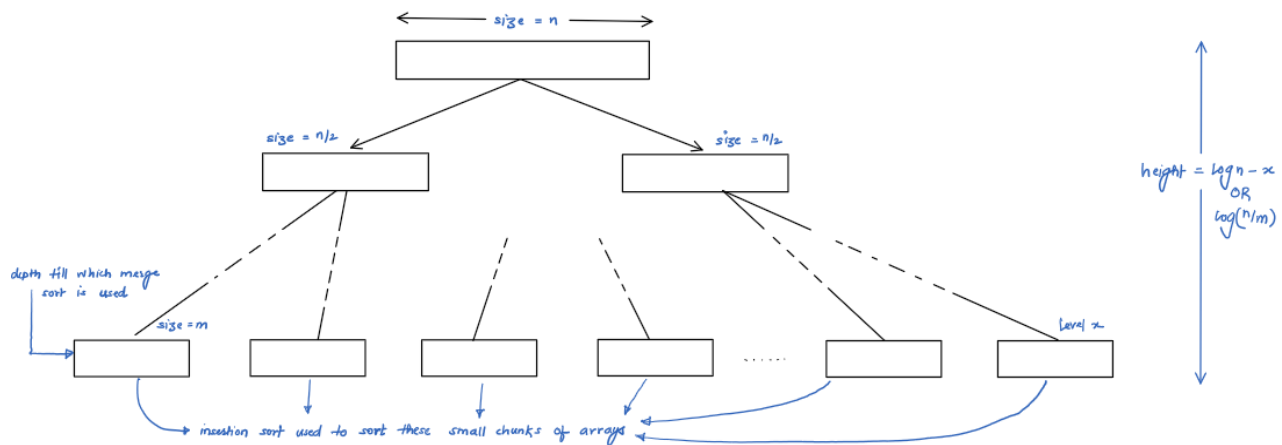 size = n
size = n/2
size = n/2
height = logn - x
OR
log(n/m)
depth till which merge
sort is used
size = m
level x
......
insertion sort used to sort these small chunks of arrays